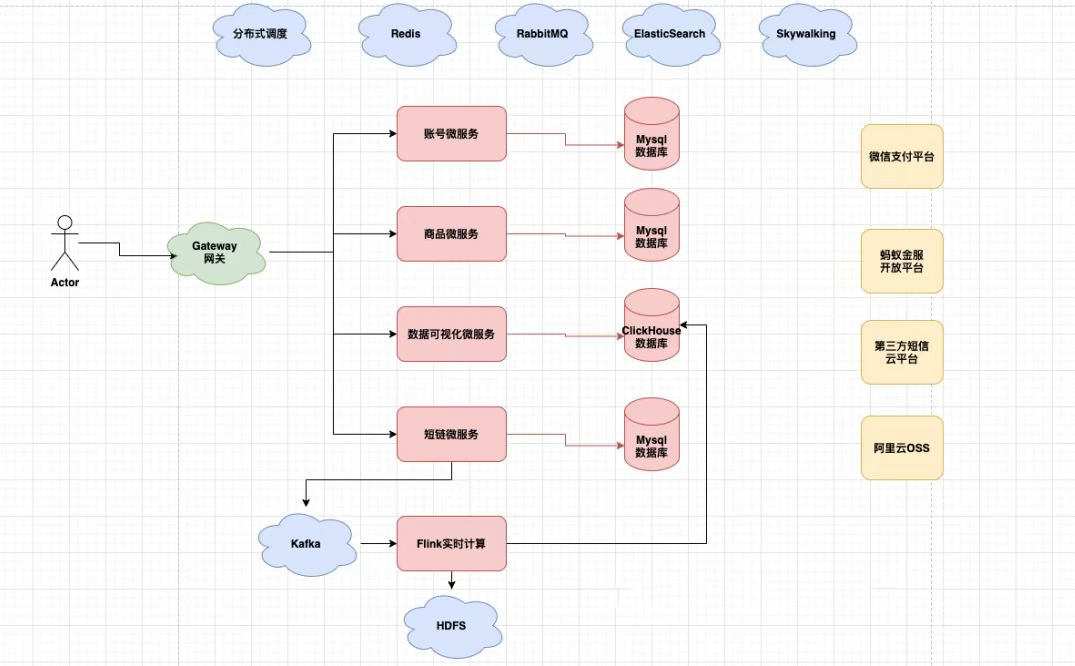 分布式调度
Redis
RabbitMQ
ElasticSearch
Skywalking
账号微服务
Mysql
数据库
微信支付平台
商品微服务
Mysql
数据库
Gateway
网关
Actor
蚂蚁金服
开放平台
数据可视化微服务
ClickHouse
数据库
第三方短信
云平台
短链微服务
Mysql
数据库
阿里云OSS
Kafka
Flink实时计算
HDFS